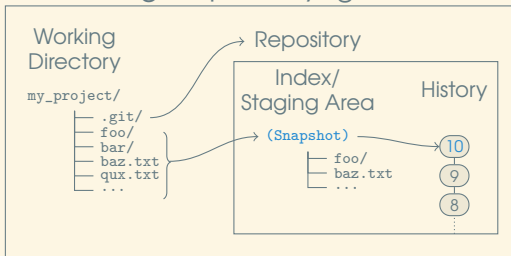 Working
Directory
my_project/
.git/
foo/
bar/
baz.txt
qux.txt
...
Repository
Index/
Staging Area
(Snapshot)
foo/
baz.txt
...
History
10
9
8